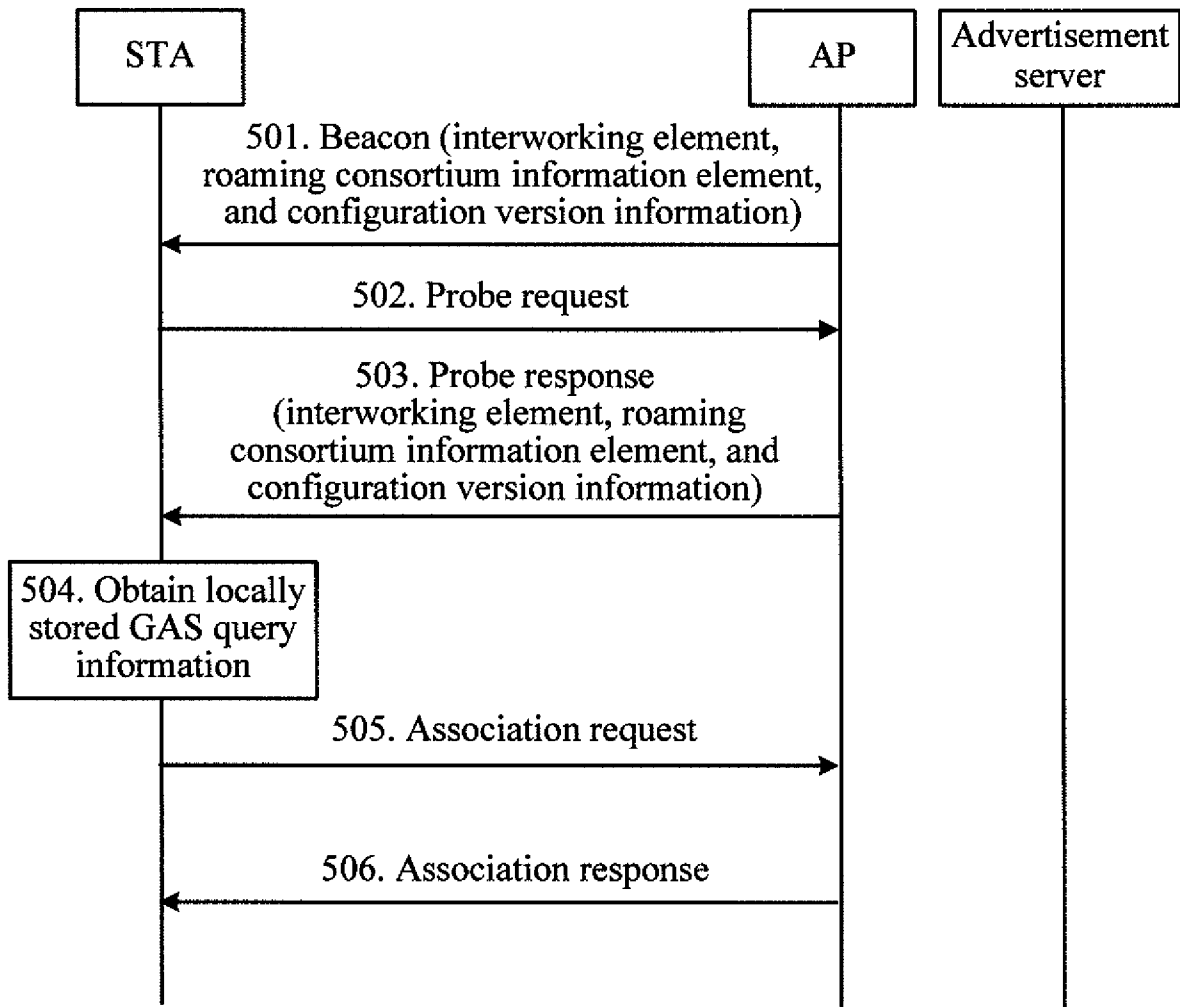 STA
AP
Advertisement
server
501. Beacon (interworking element,
roaming consortium information element,
and configuration version information)
502. Probe request
503. Probe response
(interworking element, roaming
consortium information element, and
configuration version information)
504. Obtain locally
stored GAS query
information
505. Association request
506. Association response